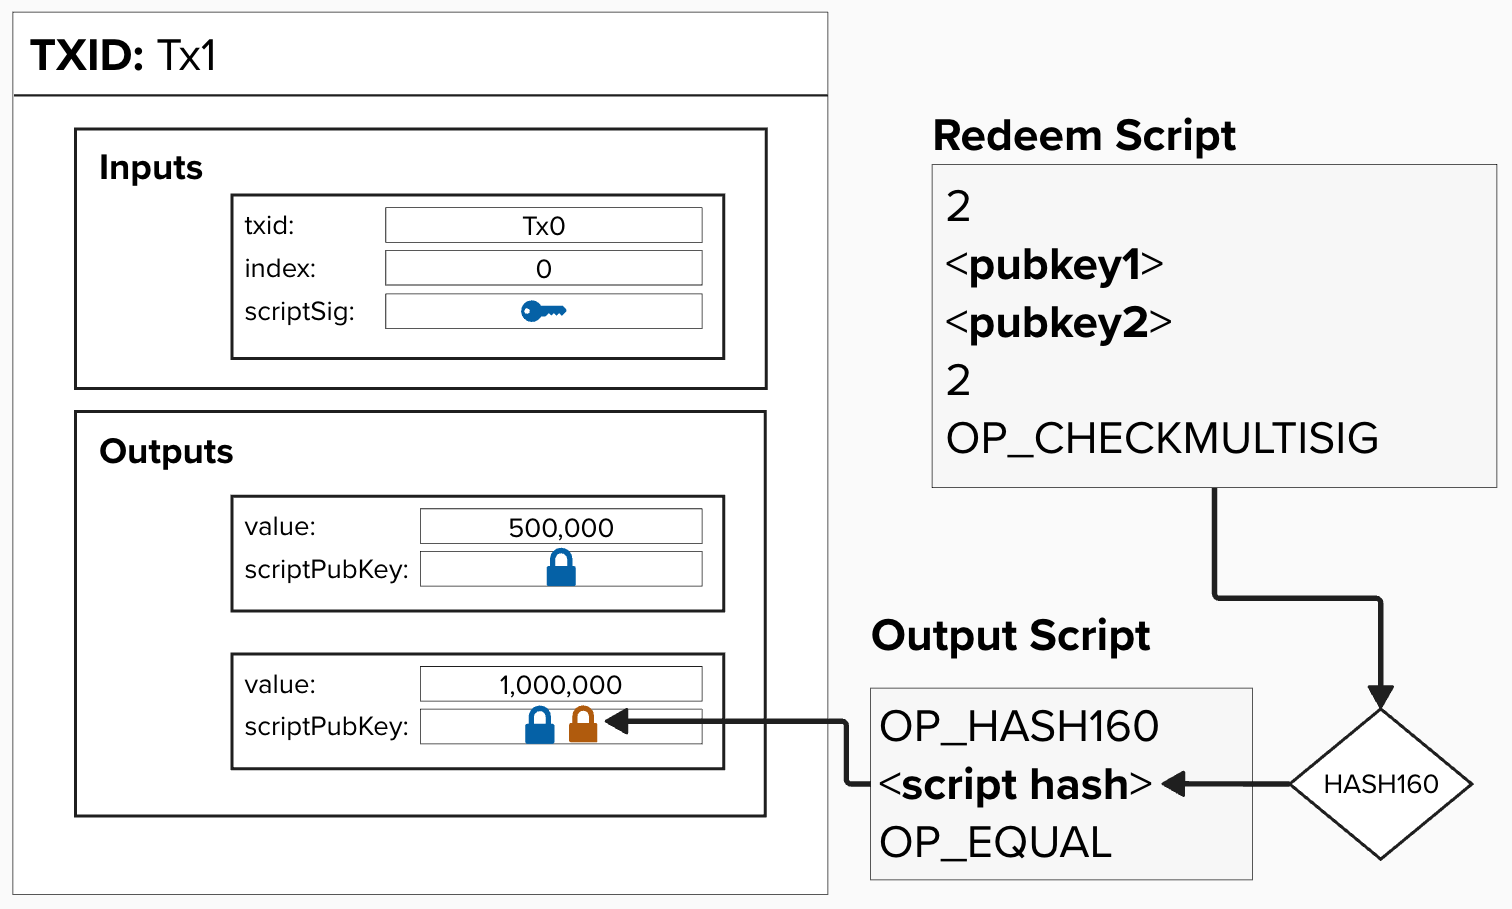 TXID: Tx1
Inputs
txid: Tx0
index: 0
scriptSig:
Outputs
value: 500,000
scriptPubKey:
value: 1,000,000
scriptPubKey:
Redeem Script
2
<pubkey1>
<pubkey2>
2
OP_CHECKMULTISIG
Output Script
OP_HASH160
<script hash>
OP_EQUAL
HASH160